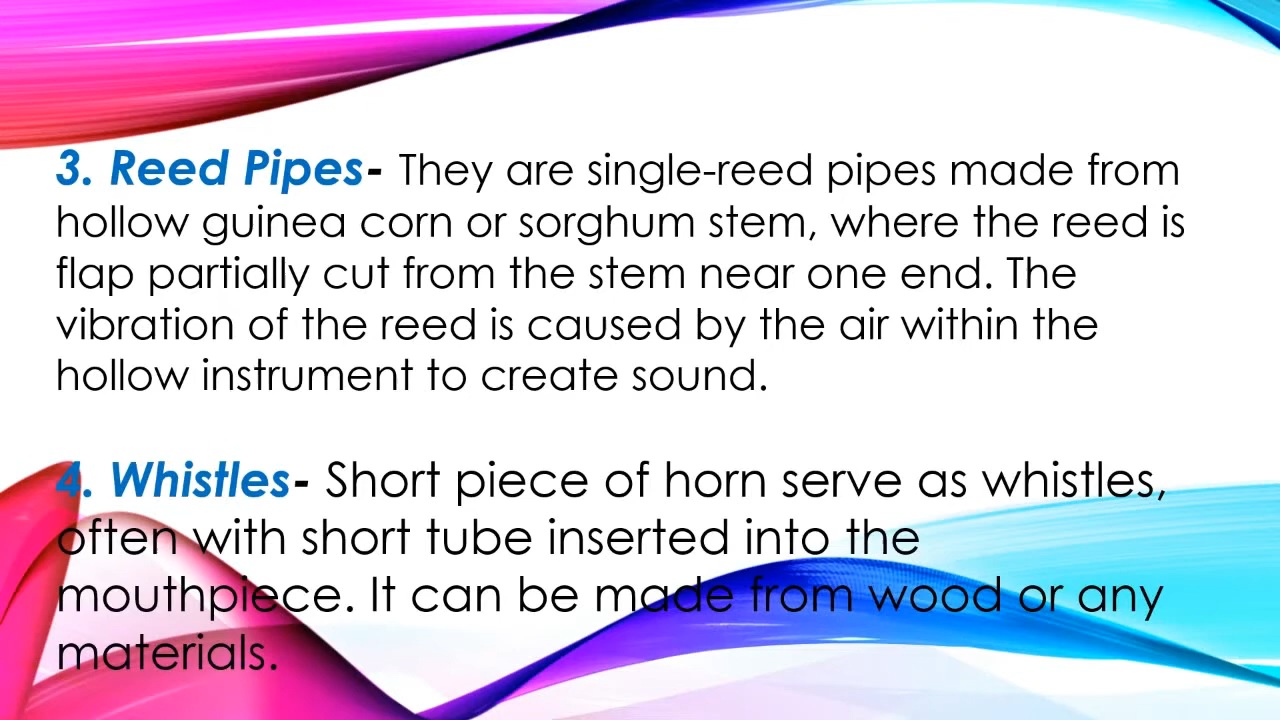 3. Reed Pipes- They are single-reed pipes made from
hollow guinea corn or sorghum stem, where the reed is
flap partially cut from the stem near one end. The
vibration of the reed is caused by the air within the
hollow instrument to create sound.
4. Whistles- Short piece of horn serve as whistles,
often with short tube inserted into the
mouthpiece. It can be made from wood or any
materials.